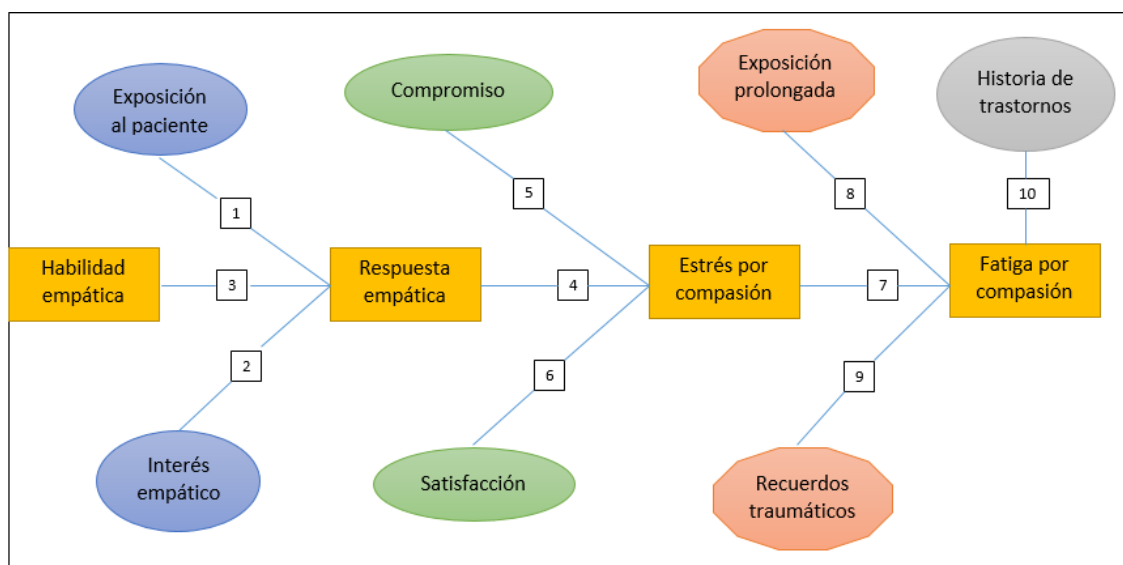 Exposición
al paciente
Compromiso
Exposición
prolongada
Historia de
trastornos
1
5
8
10
Habilidad
empática
3
Respuesta
empática
4
Estrés por
compasión
7
Fatiga por
compasión
2
6
9
Interés
empático
Satisfacción
Recuerdos
traumáticos